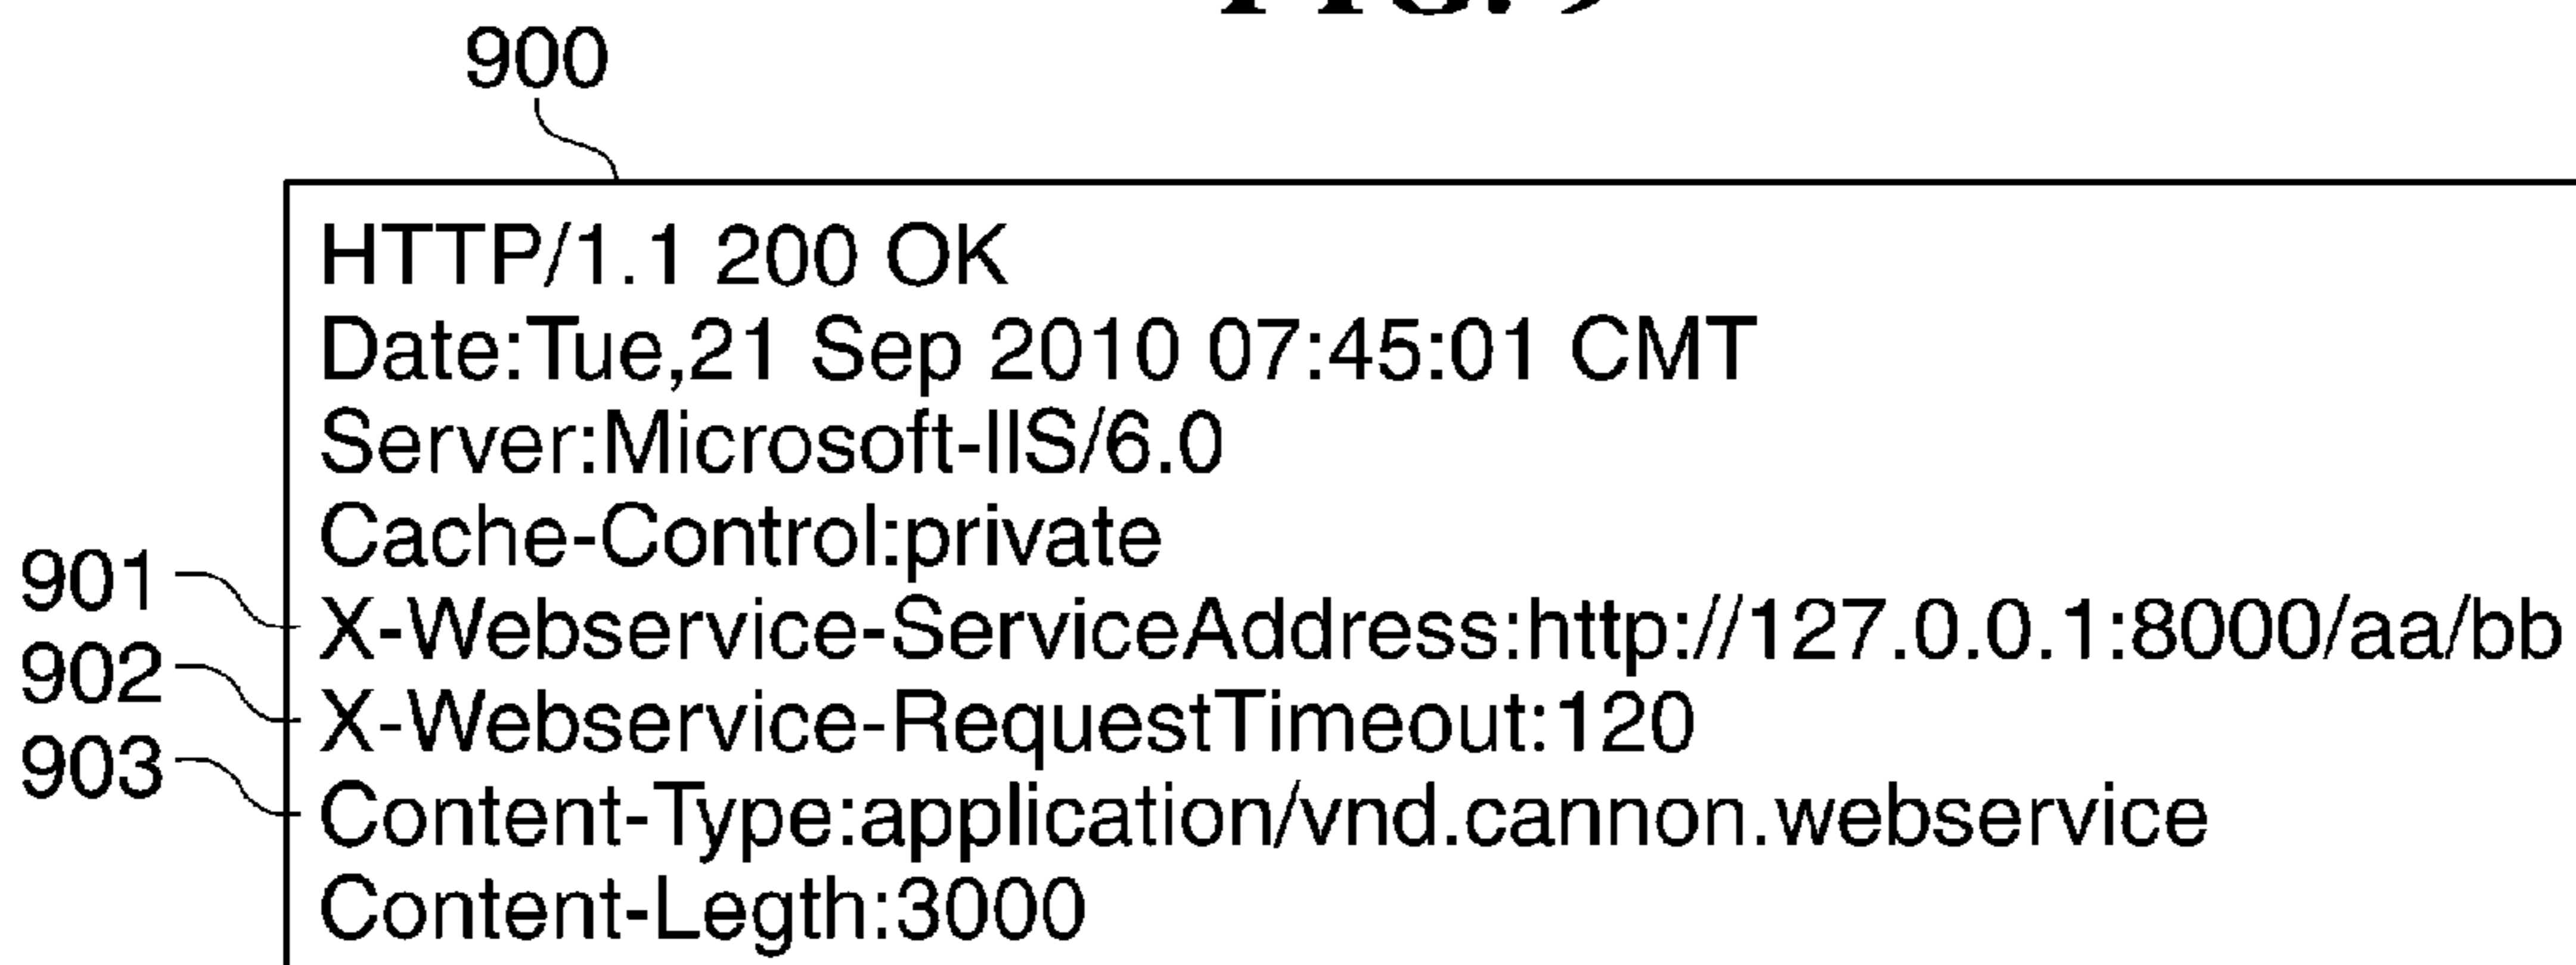 FIG. 9
900
HTTP/1.1 200 OK
Date:Tue,21 Sep 2010 07:45:01 CMT
Server:Microsoft-IIS/6.0
Cache-Control:private
901
X-Webservice-ServiceAddress:http://127.0.0.1:8000/aa/bb
902
X-Webservice-RequestTimeout:120
903
Content-Type:application/vnd.cannon.webservice
Content-Legth:3000